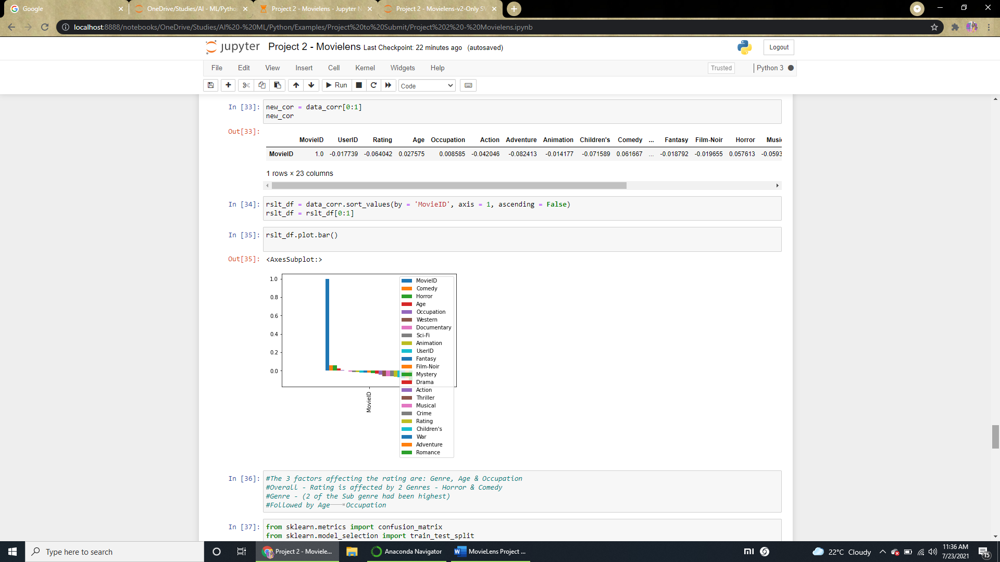 Google
OneDrive/Studies/AI - ML/Pytho
Project 2 - Movielens - Jupyter N
Project 2 - Movielens-v2-Only SV
localhost:8888/notebooks/OneDrive/Studies/AI%20-%20ML/Python/Examples/Project%20to%20Submit/Project%202%20-%20Movielens.ipynb
jupyter Project 2 - Movielens Last Checkpoint: 22 minutes ago (autosaved)
Logout
File Edit View Insert Cell Kernel Widgets Help
Trusted
Python 3
Run
Code
In [33]: new_cor = data_corr[0:1]
new_cor
Out[33]:
MovieID UserID Rating Age Occupation Action Adventure Animation Children's Comedy ... Fantasy Film-Noir Horror Music
MovieID 1.0 -0.017739 -0.064042 0.027575 0.008585 -0.042046 -0.082413 -0.014177 -0.071589 0.061667 ... -0.018792 -0.019655 0.057613 -0.0593
1 rows × 23 columns
In [34]: rslt_df = data_corr.sort_values(by = 'MovieID', axis = 1, ascending = False)
rslt_df = rslt_df[0:1]
In [35]: rslt_df.plot.bar()
Out[35]: <AxesSubplot:>
1.0
0.8
0.6
0.4
0.2
0.0
MovieID
MovieID
Comedy
Horror
Age
Occupation
Western
Documentary
Sci-Fi
Animation
UserID
Fantasy
Film-Noir
Mystery
Drama
Action
Thriller
Musical
Crime
Rating
Children's
War
Adventure
Romance
In [36]: #The 3 factors affecting the rating are: Genre, Age & Occupation
#Overall - Rating is affected by 2 Genres - Horror & Comedy
#Genre - (2 of the Sub genre had been highest)
#Followed by Age Occupation
In [37]: from sklearn.metrics import confusion_matrix
from sklearn.model_selection import train_test_split
Type here to search
Project 2 - Moviele...
Anaconda Navigator
MovieLens Project ...
22°C Cloudy
11:36 AM
7/23/2021
15